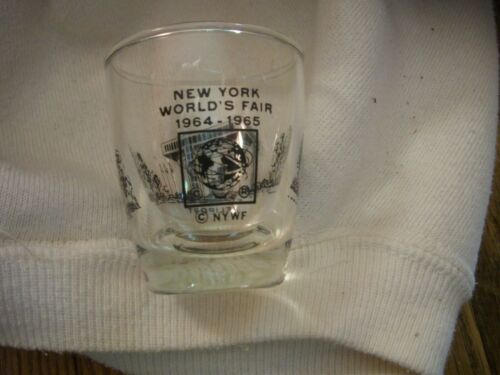 NEW YORK
WORLD'S FAIR
1964 - 1965
®
© NYWF